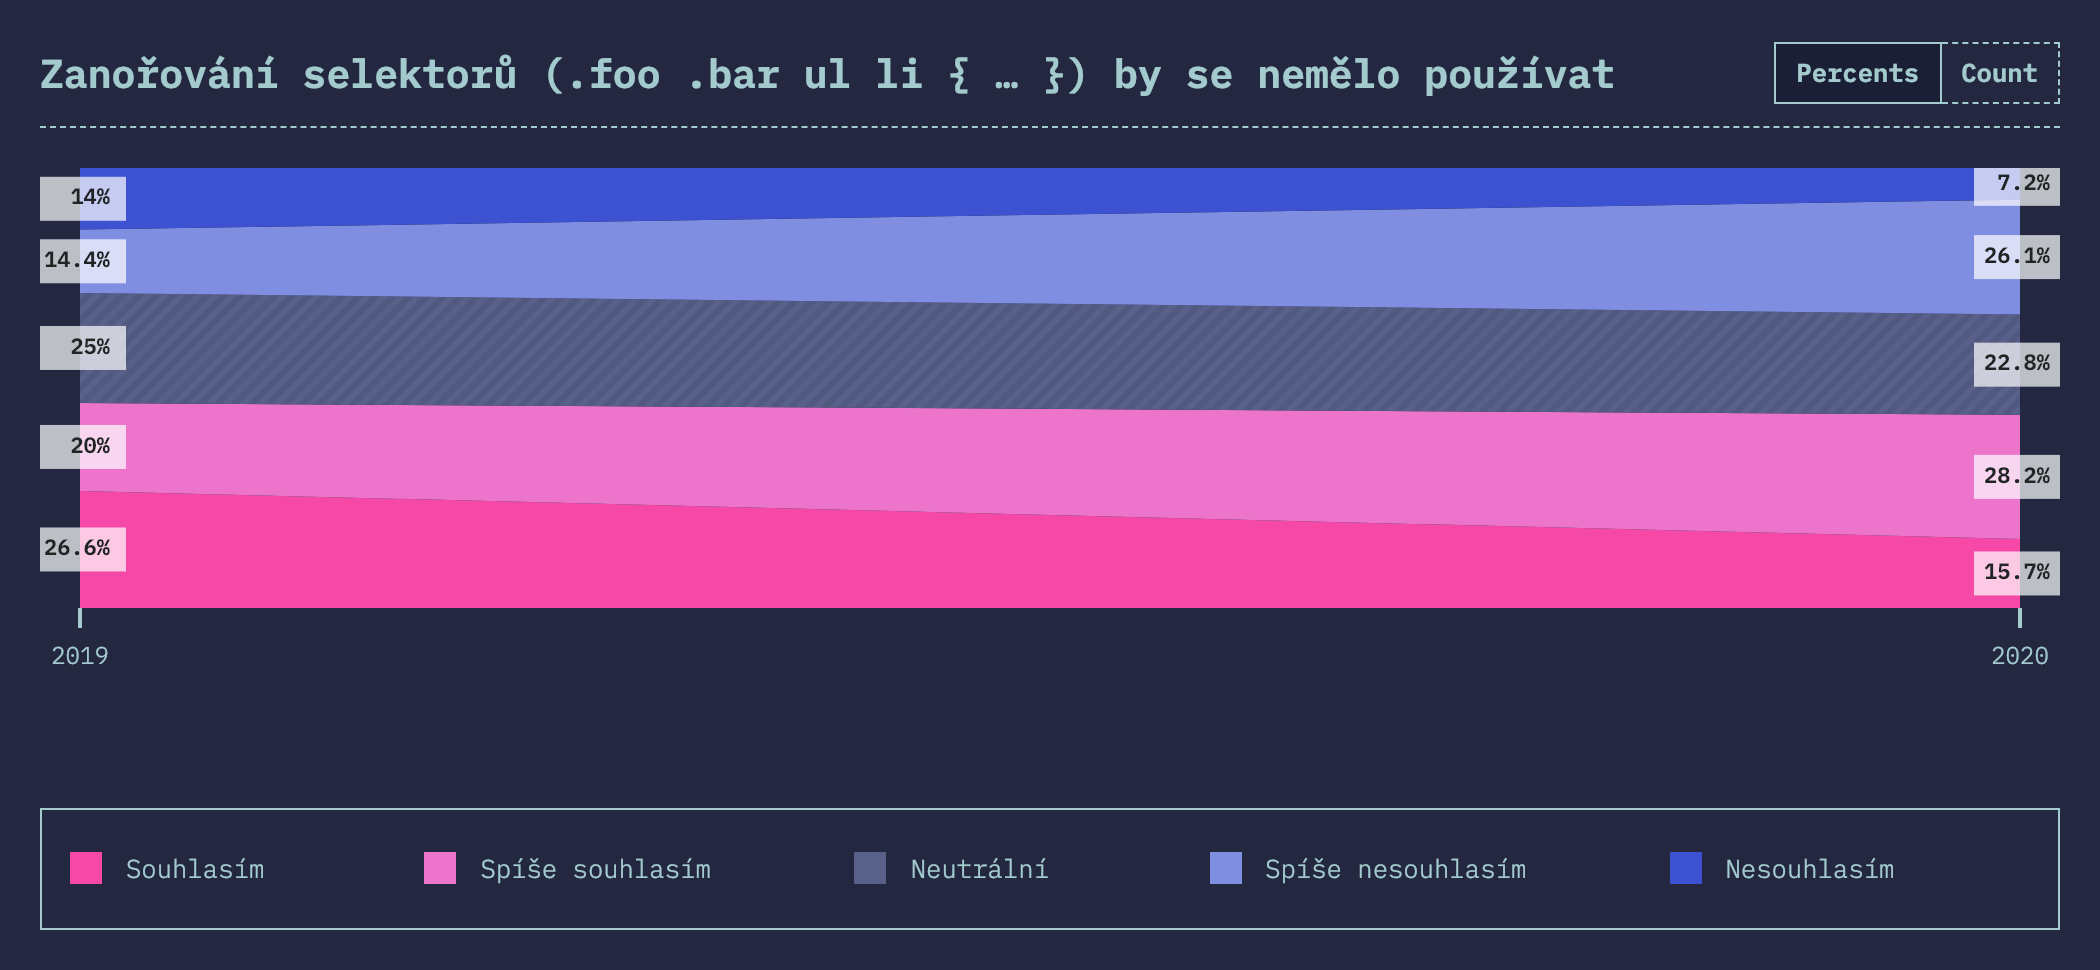 Zanořování selektorů (.foo .bar ul li { … }) by se nemělo používat
Percents
Count
14%
14.4%
25%
20%
26.6%
7.2%
26.1%
22.8%
28.2%
15.7%
2019
2020
Souhlasím
Spíše souhlasím
Neutrální
Spíše nesouhlasím
Nesouhlasím